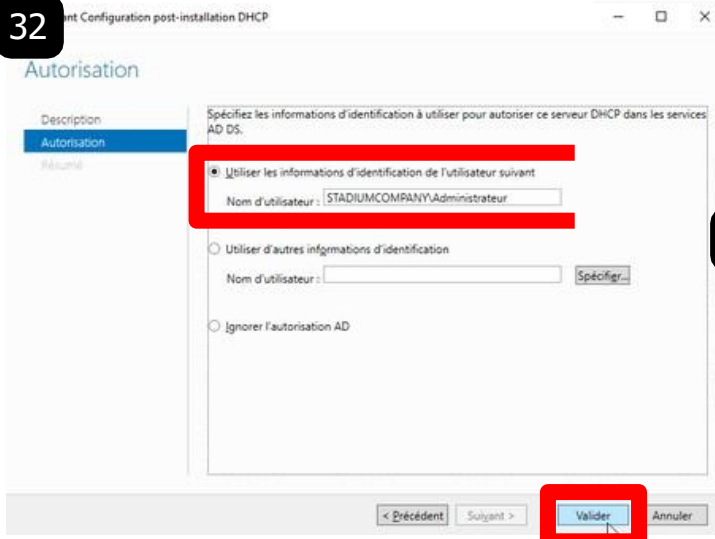 32
ant Configuration post-installation DHCP
Autorisation
Description
Autorisation
Résumé
Spécifiez les informations d'identification à utiliser pour autoriser ce serveur DHCP dans les services
AD DS.
Utiliser les informations d'identification de l'utilisateur suivant
Nom d'utilisateur : STADIUMCOMPANY\Administrateur
Utiliser d'autres informations d'identification
Nom d'utilisateur :
Spécifier...
Ignorer l'autorisation AD
< Précédent Suivant > Valider Annuler